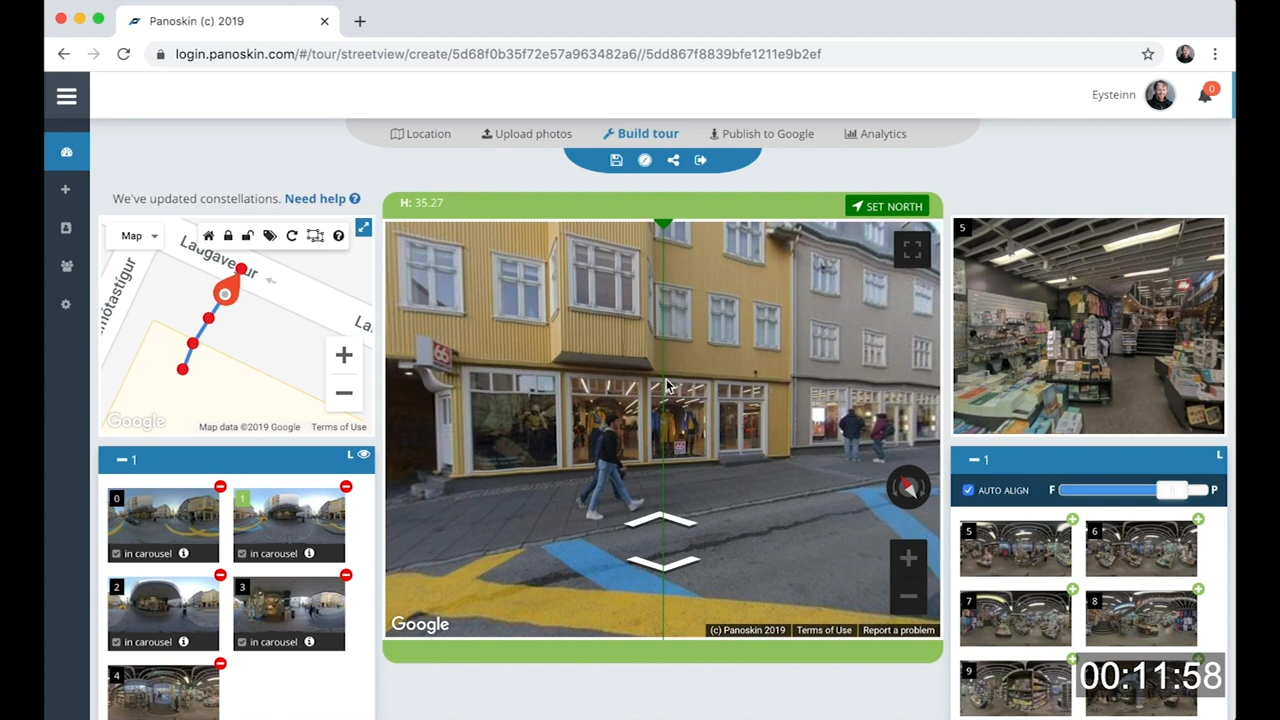 Panoskin (c) 2019
login.panoskin.com/#/tour/streetview/create/5d68f0b35f72e57a963482a6//5dd867f8839bfe1211e9b2ef
Eysteinn
0
Location
Upload photos
Build tour
Publish to Google
Analytics
We've updated constellations. Need help
H: 35.27
SET NORTH
Map
Laugavegur
La
Google
Map data ©2019 Google
Terms of Use
66
Google
(c) Panoskin 2019
Terms of Use
Report a problem
5
1
L
0
in carousel
1
in carousel
2
in carousel
3
in carousel
4
1
L
AUTO ALIGN
F
P
5
6
7
8
9
00:11:58